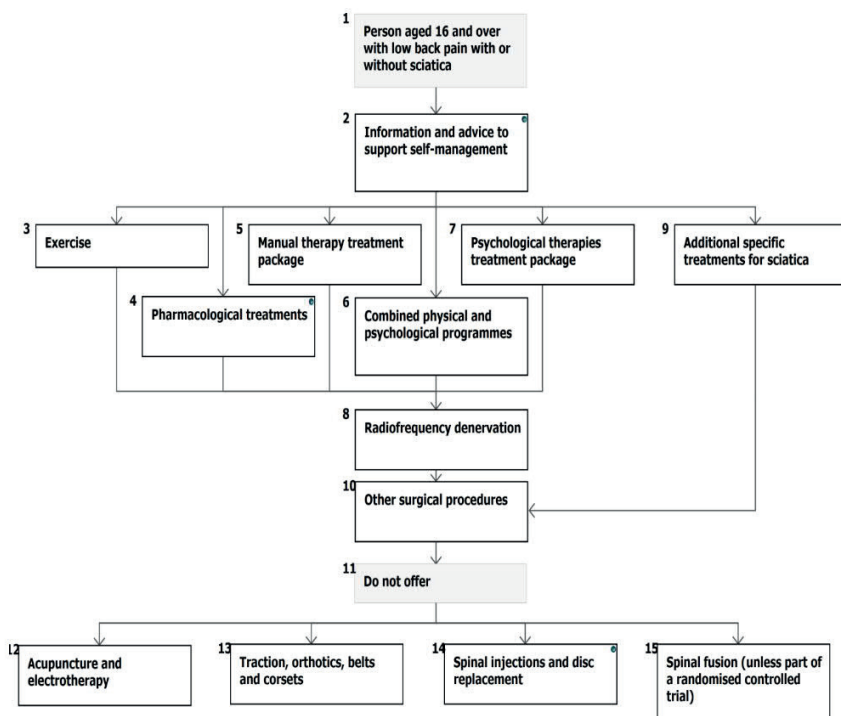 1
Person aged 16 and over
with low back pain with or
without sciatica
2
Information and advice to
support self-management
3
Exercise
4
Pharmacological treatments
5
Manual therapy treatment
package
6
Combined physical and
psychological programmes
7
Psychological therapies
treatment package
8
Radiofrequency denervation
9
Additional specific
treatments for sciatica
10
Other surgical procedures
11
Do not offer
12
Acupuncture and
electrotherapy
13
Traction, orthotics, belts
and corsets
14
Spinal injections and disc
replacement
15
Spinal fusion (unless part of
a randomised controlled
trial)